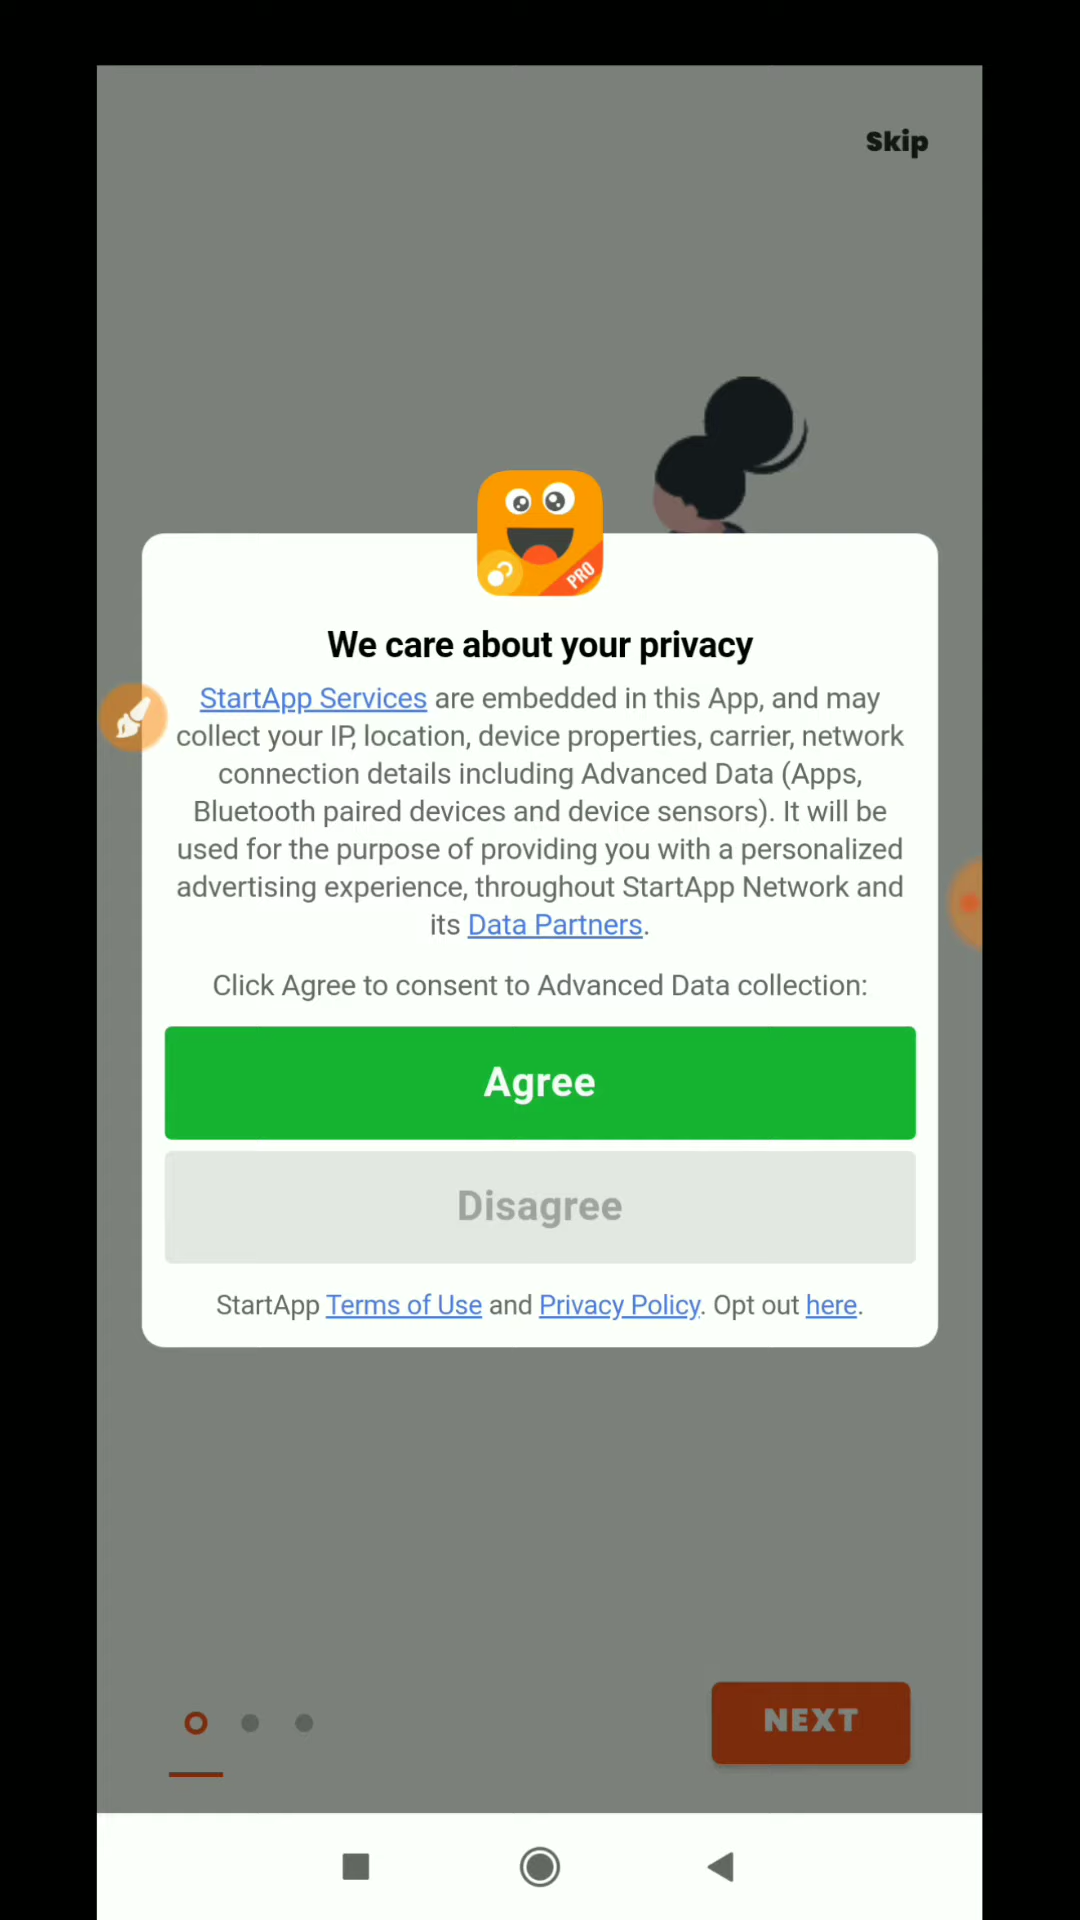 Skip
PRO
We care about your privacy
StartApp Services are embedded in this App, and may
collect your IP, location, device properties, carrier, network
connection details including Advanced Data (Apps,
Bluetooth paired devices and device sensors). It will be
used for the purpose of providing you with a personalized
advertising experience, throughout StartApp Network and
its Data Partners.
Click Agree to consent to Advanced Data collection:
Agree
Disagree
StartApp Terms of Use and Privacy Policy. Opt out here.
NEXT